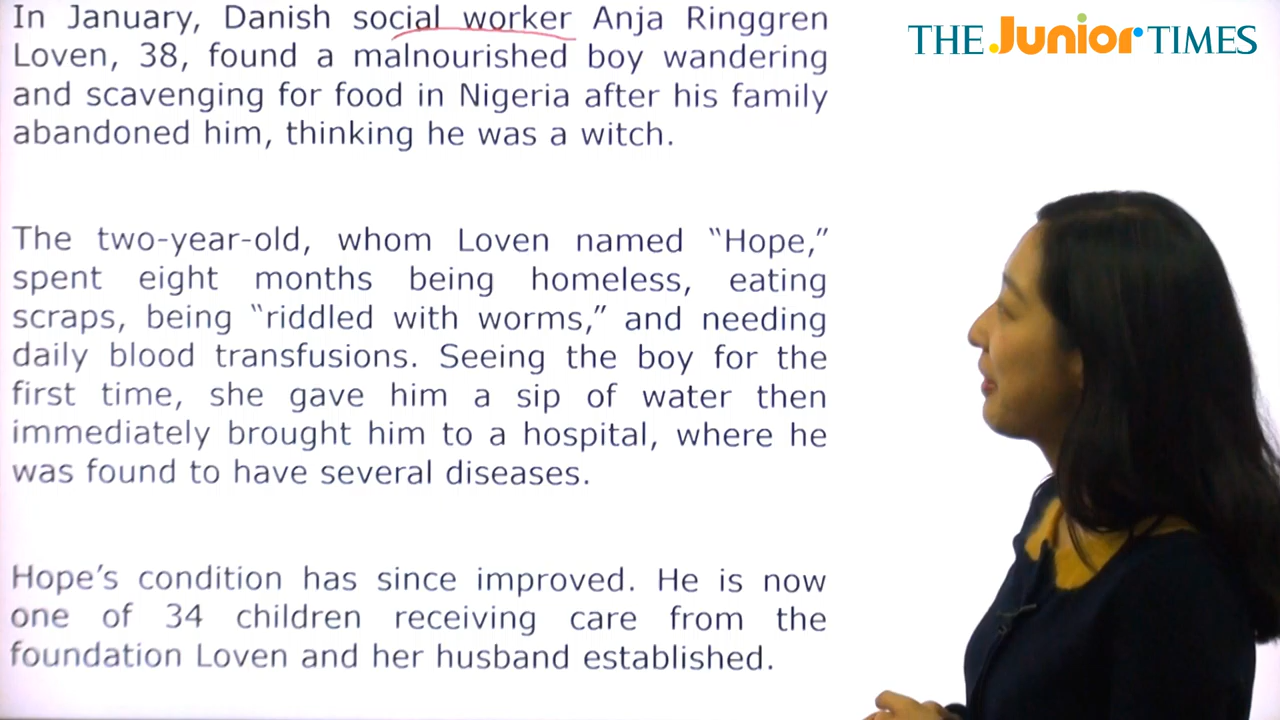 In January, Danish social worker Anja Ringgren
Loven, 38, found a malnourished boy wandering
and scavenging for food in Nigeria after his family
abandoned him, thinking he was a witch.
The two-year-old, whom Loven named “Hope,”
spent eight months being homeless, eating
scraps, being “riddled with worms,” and needing
daily blood transfusions. Seeing the boy for the
first time, she gave him a sip of water then
immediately brought him to a hospital, where he
was found to have several diseases.
Hope’s condition has since improved. He is now
one of 34 children receiving care from the
foundation Loven and her husband established.
THE Junior TIMES